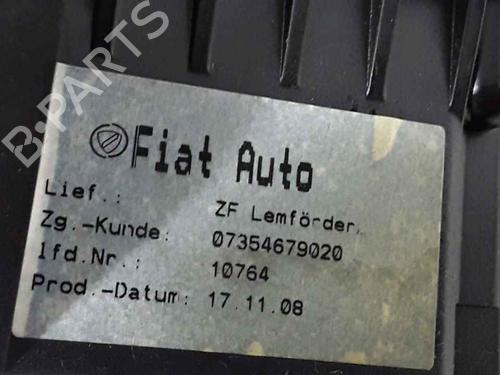 Fiat Auto
Lief.: ZF Lemförder.
Zg.-Kunde: 07354679020
lfd.Nr.: 10764
Prod.-Datum: 17.11.08
B-PARTS